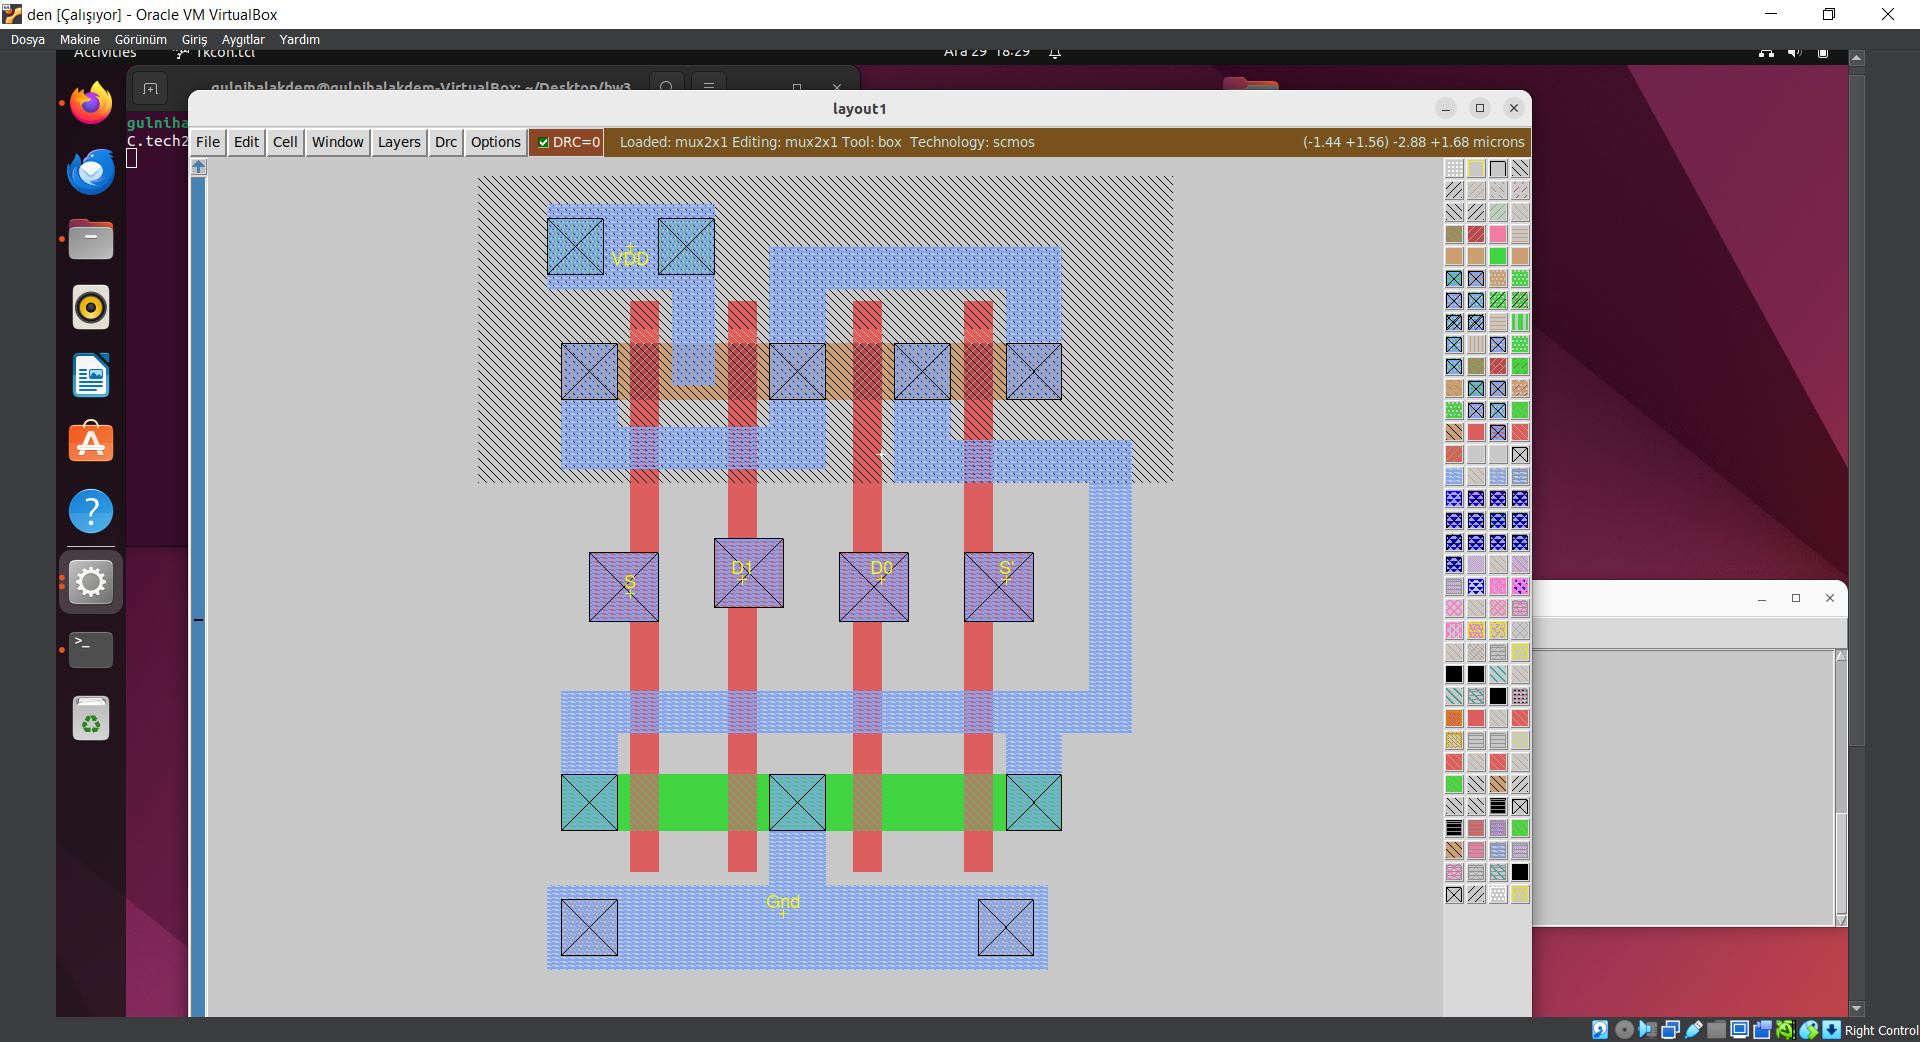 den [Çalışıyor] - Oracle VM VirtualBox
Dosya Makine Görünüm Giriş Aygıtlar Yardım
Activities Tkcon.tcl Ara 29 18:29
gulnihalakdem@gulnihalakdem-VirtualBox: ~/Desktop/hw3
layout1
gulniha
C.tech2
File Edit Cell Window Layers Drc Options DRC=0 Loaded: mux2x1 Editing: mux2x1 Tool: box Technology: scmos (-1.44 +1.56) -2.88 +1.68 microns
VDD
S D1 D0 S'
Gnd
Right Control